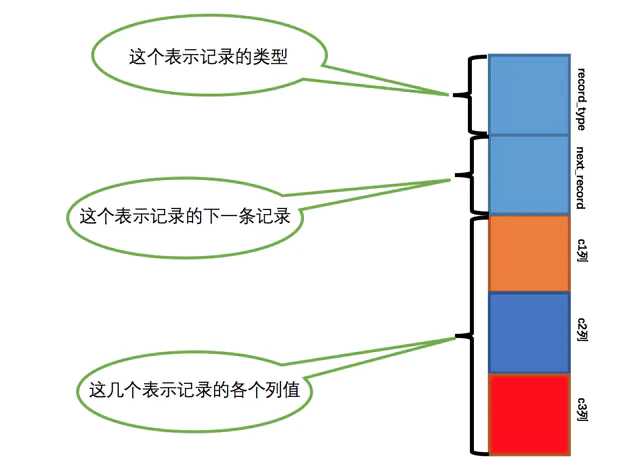 这个表示记录的类型
record_type
next_record
这个表示记录的下一条记录
c1列
c2列
这几个表示记录的各个列值
c3列